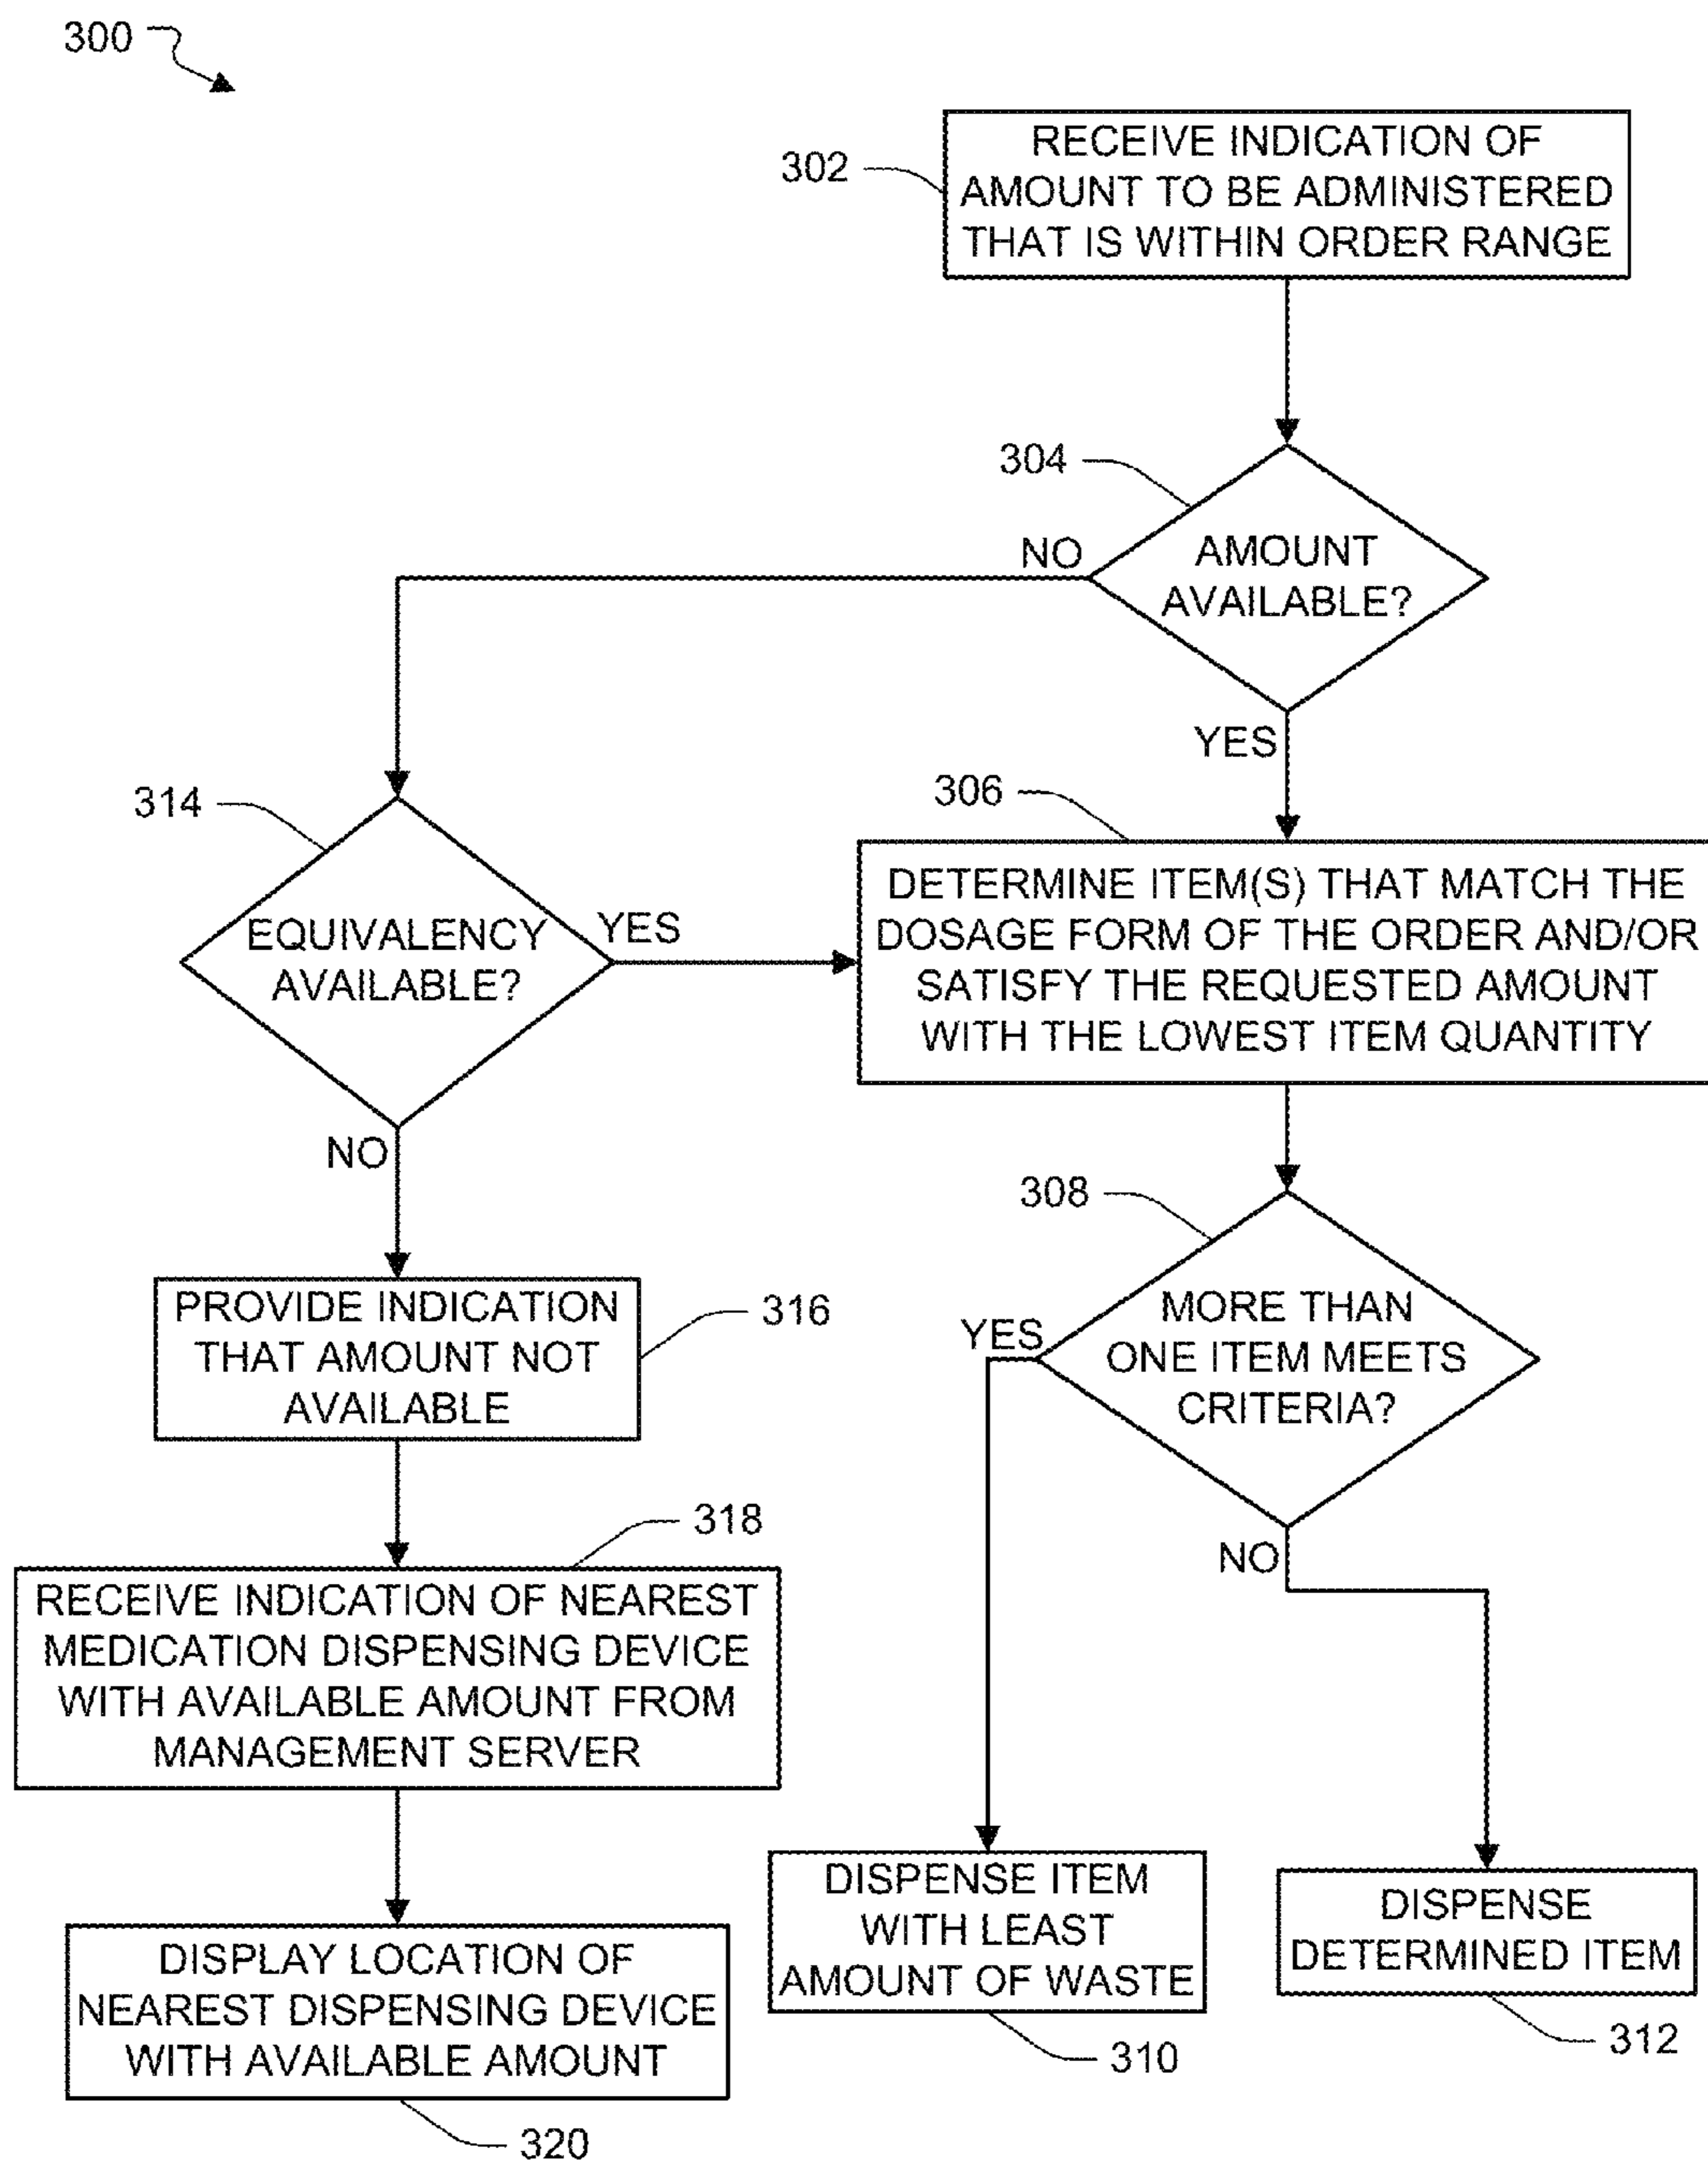 300
302
RECEIVE INDICATION OF
AMOUNT TO BE ADMINISTERED
THAT IS WITHIN ORDER RANGE
304
AMOUNT
AVAILABLE?
NO
YES
314
EQUIVALENCY
AVAILABLE?
YES
NO
306
DETERMINE ITEM(S) THAT MATCH THE
DOSAGE FORM OF THE ORDER AND/OR
SATISFY THE REQUESTED AMOUNT
WITH THE LOWEST ITEM QUANTITY
308
MORE THAN
ONE ITEM MEETS
CRITERIA?
YES
NO
PROVIDE INDICATION
THAT AMOUNT NOT
AVAILABLE
316
318
RECEIVE INDICATION OF NEAREST
MEDICATION DISPENSING DEVICE
WITH AVAILABLE AMOUNT FROM
MANAGEMENT SERVER
DISPLAY LOCATION OF
NEAREST DISPENSING DEVICE
WITH AVAILABLE AMOUNT
320
DISPENSE ITEM
WITH LEAST
AMOUNT OF WASTE
310
DISPENSE
DETERMINED ITEM
312